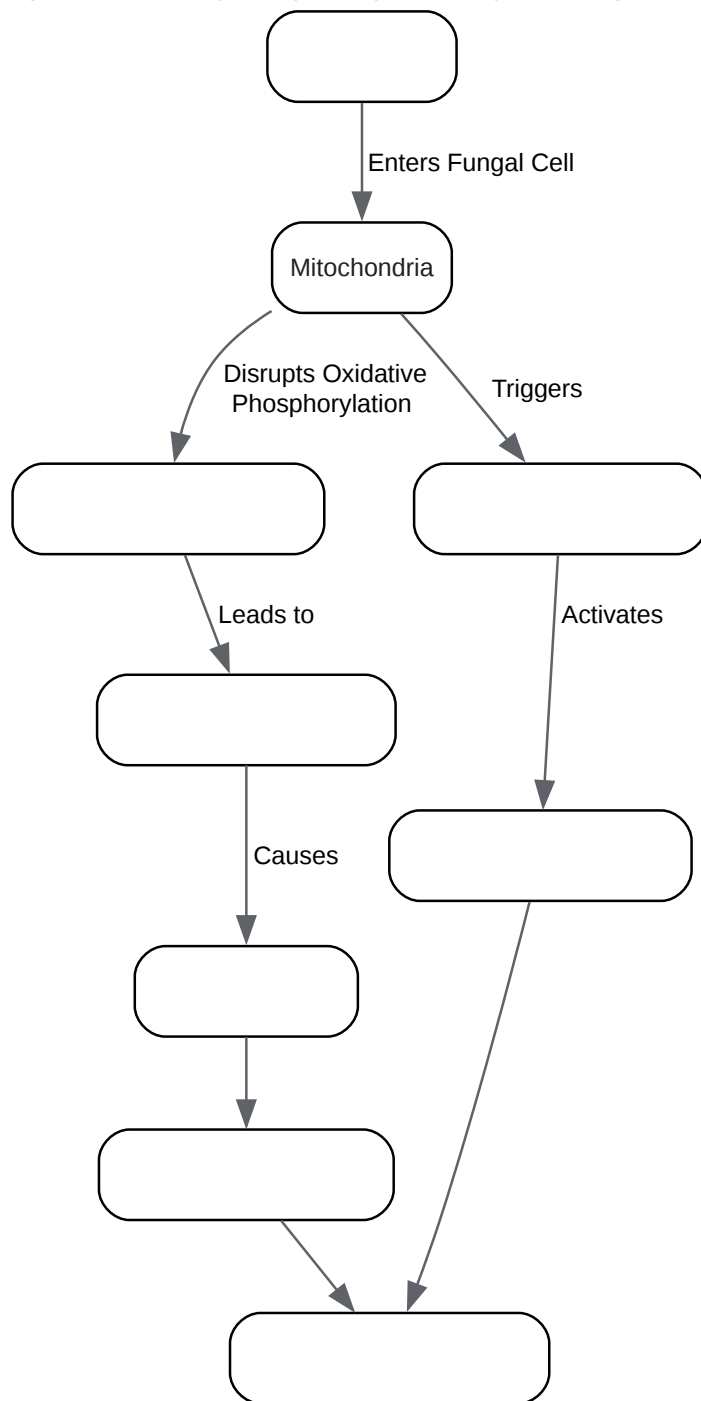 Enters Fungal Cell
Mitochondria
Disrupts Oxidative
Phosphorylation
Triggers
Leads to
Activates
Causes